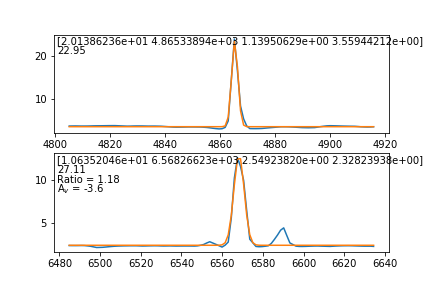 [2.01386236e+01 4.86533894e+03 1.13950629e+00 3.55944212e+00]
22.95
20
10
4800 4820 4840 4860 4880 4900 4920
[1.06352046e+01 6.56826623e+03 2.54923820e+00 2.32823938e+00]
27.11
Ratio = 1.18
Av = -3.6
10
5
6480 6500 6520 6540 6560 6580 6600 6620 6640